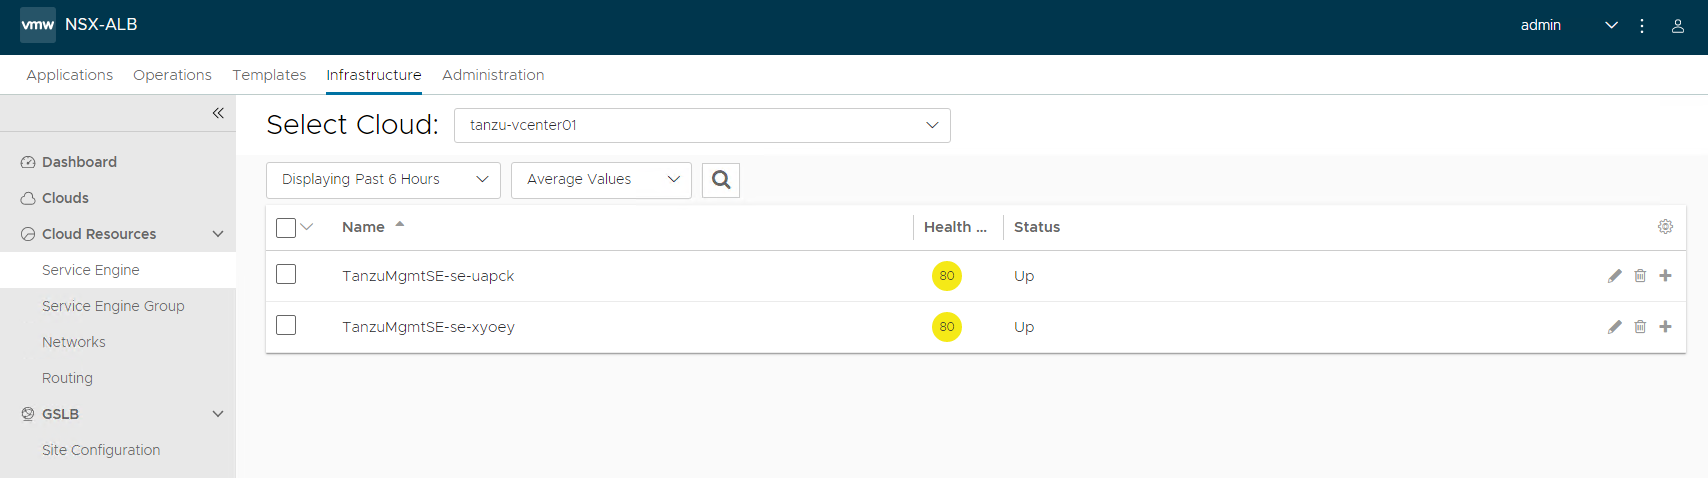 vmw NSX-ALB admin
Applications Operations Templates Infrastructure Administration
Select Cloud: tanzu-vcenter01
Dashboard
Clouds
Cloud Resources
Service Engine
Service Engine Group
Networks
Routing
GSLB
Site Configuration
Displaying Past 6 Hours Average Values
Name Health ... Status
TanzuMgmtSE-se-uapck 80 Up
TanzuMgmtSE-se-xyoey 80 Up